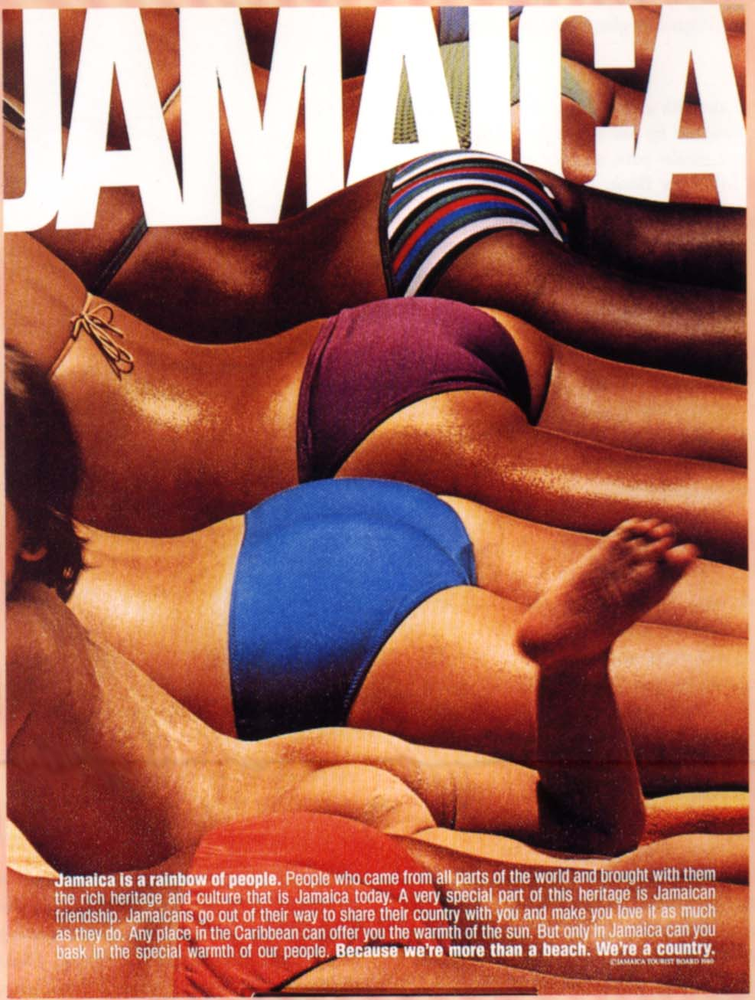 JAMAICA
Jamaica is a rainbow of people. People who came from all parts of the world and brought with them
the rich heritage and culture that is Jamaica today. A very special part of this heritage is Jamaican
friendship. Jamaicans go out of their way to share their country with you and make you love it as much
as they do. Any place in the Caribbean can offer you the warmth of the sun. But only in Jamaica can you
bask in the special warmth of our people. Because we're more than a beach. We're a country.
©JAMAICA TOURIST BOARD 1980